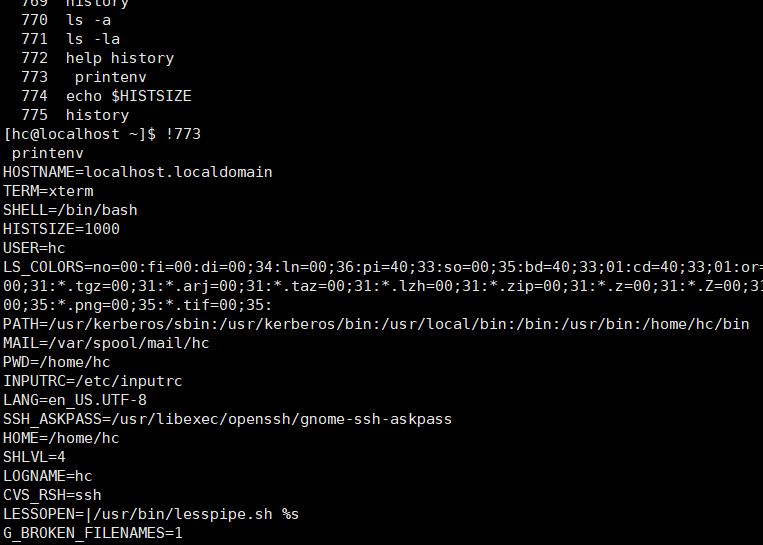 769  history
770  ls -a
771  ls -la
772  help history
773   printenv
774  echo $HISTSIZE
775  history
[hc@localhost ~]$ !773
 printenv
HOSTNAME=localhost.localdomain
TERM=xterm
SHELL=/bin/bash
HISTSIZE=1000
USER=hc
LS_COLORS=no=00:fi=00:di=00;34:ln=00;36:pi=40;33:so=00;35:bd=40;33;01:cd=40;33;01:or=
00;31:*.tgz=00;31:*.arj=00;31:*.taz=00;31:*.lzh=00;31:*.zip=00;31:*.z=00;31:*.Z=00;31
00;35:*.png=00;35:*.tif=00;35:
PATH=/usr/kerberos/sbin:/usr/kerberos/bin:/usr/local/bin:/bin:/usr/bin:/home/hc/bin
MAIL=/var/spool/mail/hc
PWD=/home/hc
INPUTRC=/etc/inputrc
LANG=en_US.UTF-8
SSH_ASKPASS=/usr/libexec/openssh/gnome-ssh-askpass
HOME=/home/hc
SHLVL=4
LOGNAME=hc
CVS_RSH=ssh
LESSOPEN=|/usr/bin/lesspipe.sh %s
G_BROKEN_FILENAMES=1